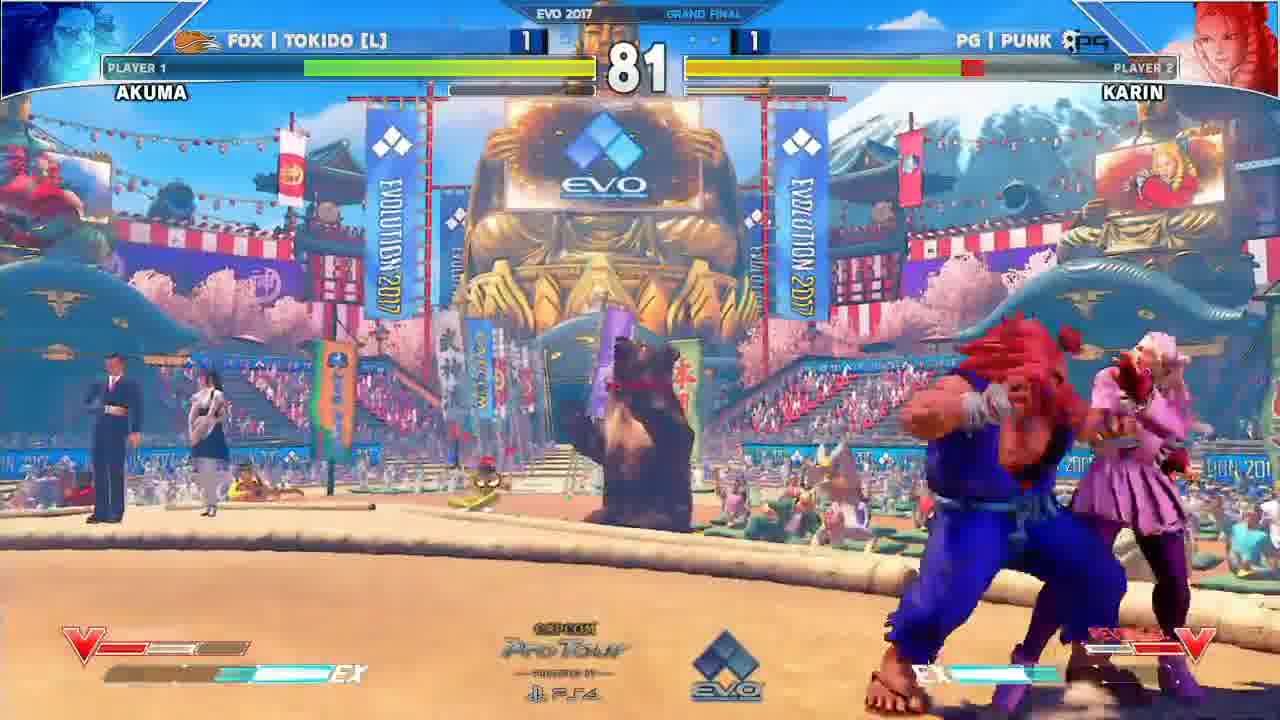 EVO 2017
GRAND FINAL
FOX | TOKIDO [L]
1
81
1
PG | PUNK
PLAYER 1
PLAYER 2
AKUMA
KARIN
EVO
EVOLUTION 2017
EVOLUTION 2017
V
EX
CAPCOM
PRO TOUR
PS4
EVO
EX
V